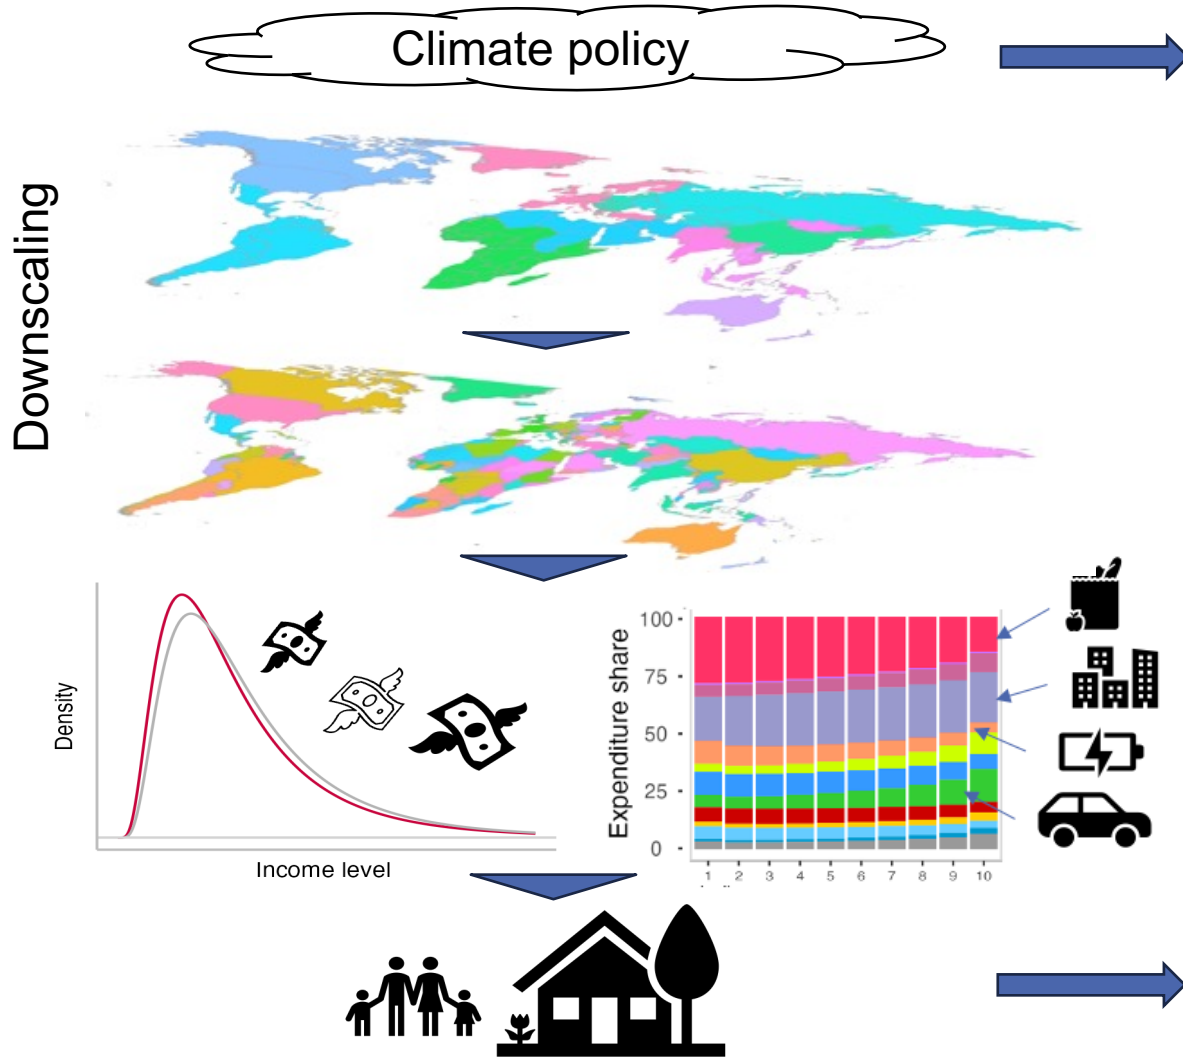 Climate policy
Downscaling
Density
Income level
Expenditure share
100
75
50
25
0
1 2 3 4 5 6 7 8 9 10